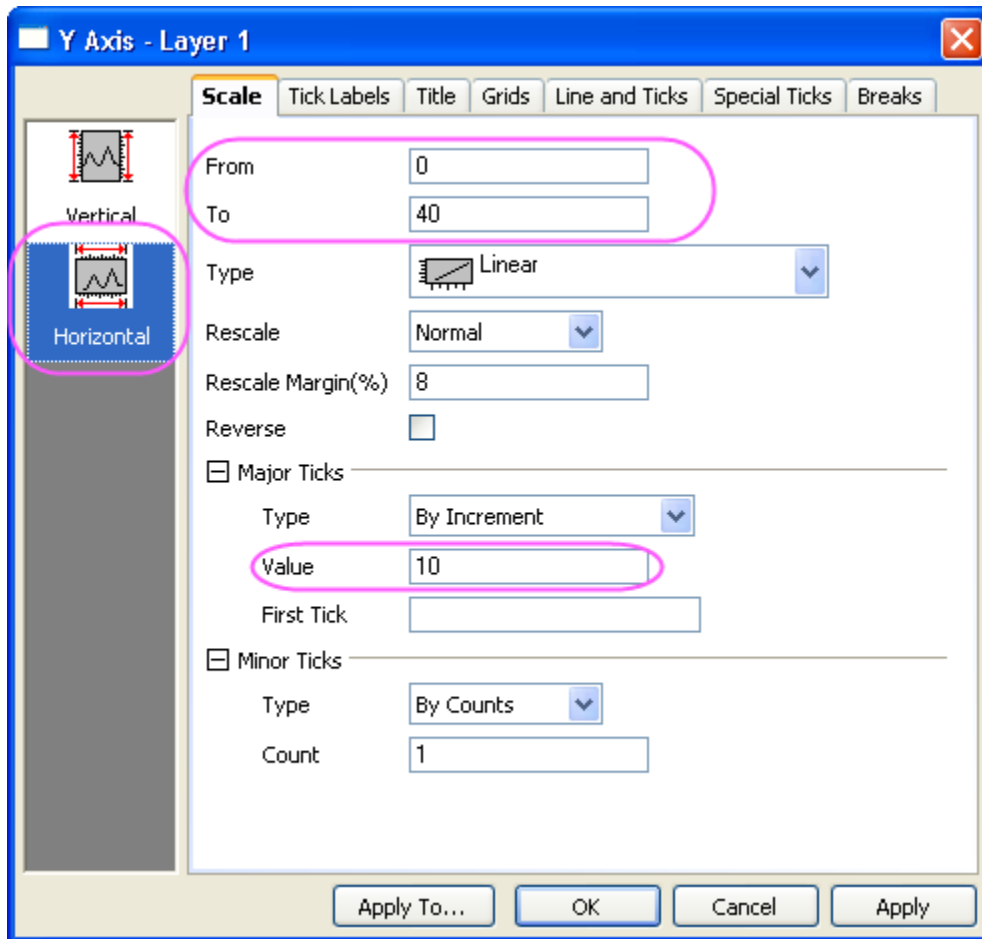 Y Axis - Layer 1
Scale Tick Labels Title Grids Line and Ticks Special Ticks Breaks
Vertical
Horizontal
From 0
To 40
Type Linear
Rescale Normal
Rescale Margin(%) 8
Reverse
Major Ticks
Type By Increment
Value 10
First Tick
Minor Ticks
Type By Counts
Count 1
Apply To... OK Cancel Apply